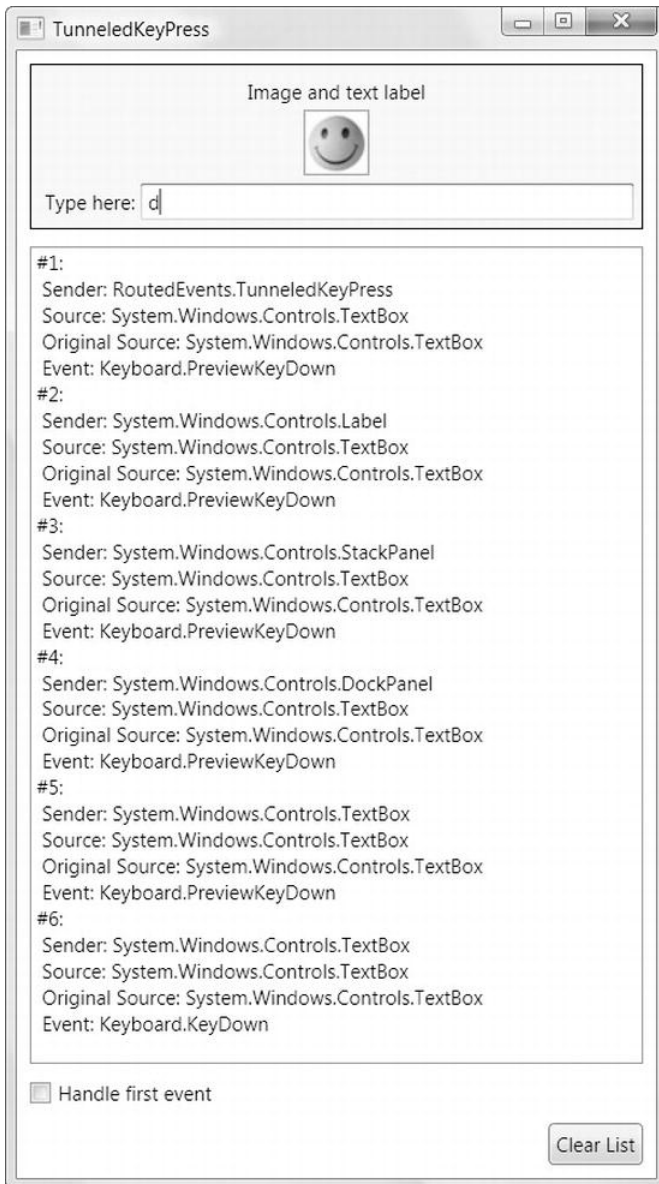 TunneledKeyPress
Image and text label
Type here: d
#1:
Sender: RoutedEvents.TunneledKeyPress
Source: System.Windows.Controls.TextBox
Original Source: System.Windows.Controls.TextBox
Event: Keyboard.PreviewKeyDown
#2:
Sender: System.Windows.Controls.Label
Source: System.Windows.Controls.TextBox
Original Source: System.Windows.Controls.TextBox
Event: Keyboard.PreviewKeyDown
#3:
Sender: System.Windows.Controls.StackPanel
Source: System.Windows.Controls.TextBox
Original Source: System.Windows.Controls.TextBox
Event: Keyboard.PreviewKeyDown
#4:
Sender: System.Windows.Controls.DockPanel
Source: System.Windows.Controls.TextBox
Original Source: System.Windows.Controls.TextBox
Event: Keyboard.PreviewKeyDown
#5:
Sender: System.Windows.Controls.TextBox
Source: System.Windows.Controls.TextBox
Original Source: System.Windows.Controls.TextBox
Event: Keyboard.PreviewKeyDown
#6:
Sender: System.Windows.Controls.TextBox
Source: System.Windows.Controls.TextBox
Original Source: System.Windows.Controls.TextBox
Event: Keyboard.KeyDown
Handle first event
Clear List